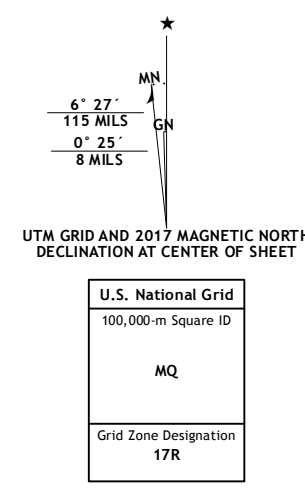 MN
6° 27´
115 MILS
GN
0° 25´
8 MILS
UTM GRID AND 2017 MAGNETIC NORTH
DECLINATION AT CENTER OF SHEET
U.S. National Grid
100,000-m Square ID
MQ
Grid Zone Designation
17R